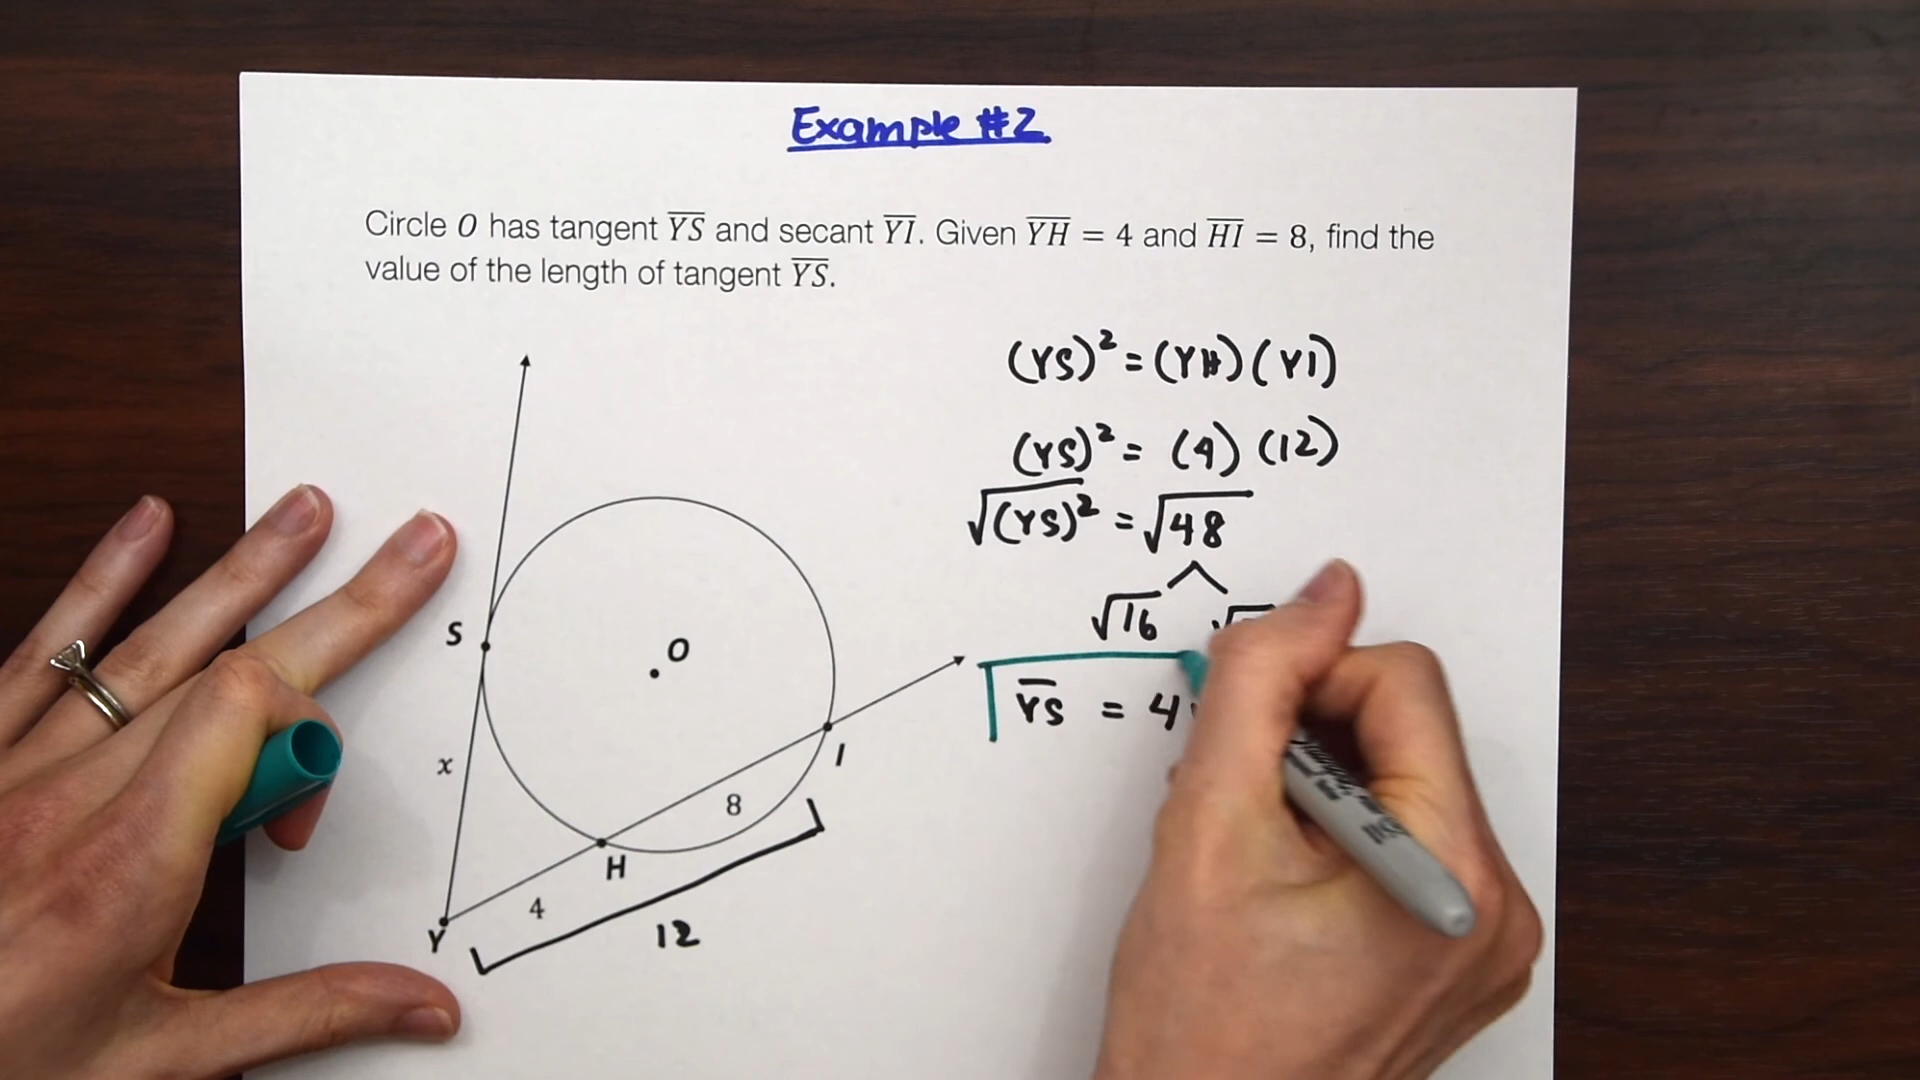 Example #2
Circle O has tangent YS and secant YI. Given YH = 4 and HI = 8, find the
value of the length of tangent YS.
(YS)² = (YH)(YI)
(YS)² = (4)(12)
√(YS)² = √48
√16
YS = 4
S
O
x
I
8
H
4
Y
12